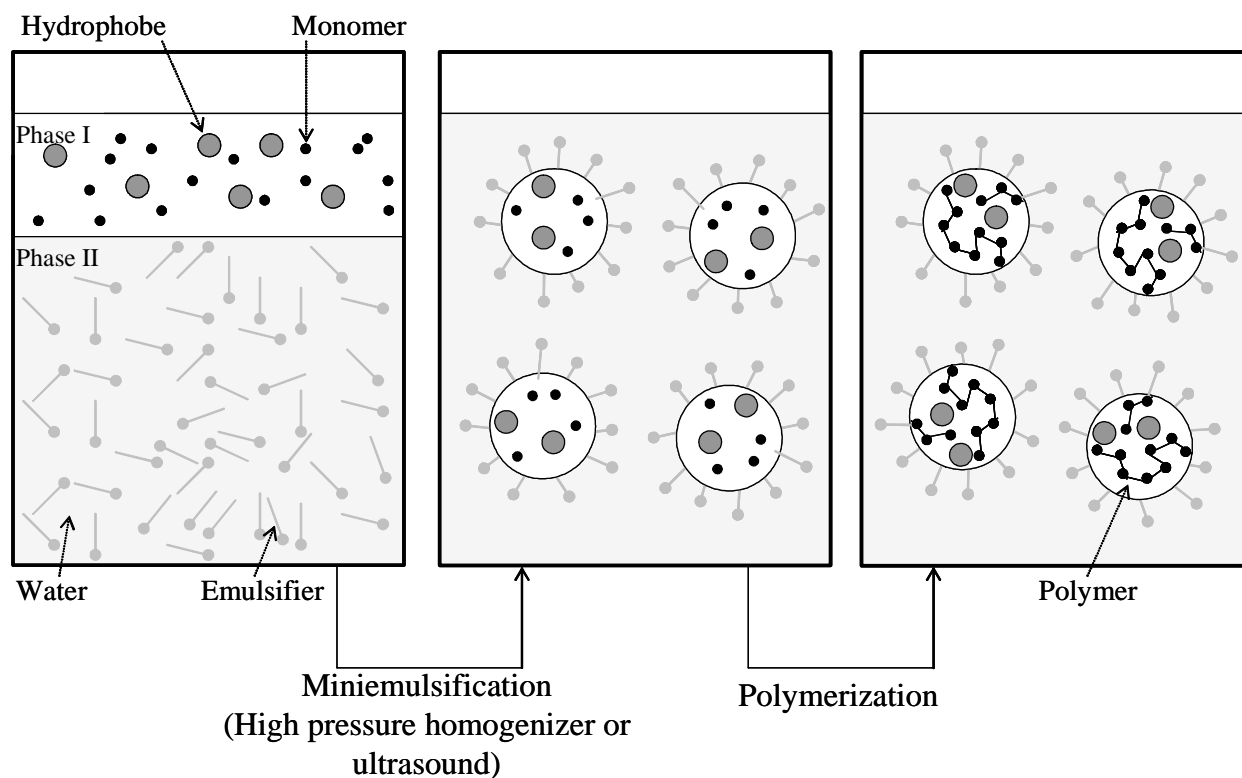 Hydrophobe
Monomer
Phase I
Phase II
Water
Emulsifier
Polymer
Miniemulsification
(High pressure homogenizer or
ultrasound)
Polymerization